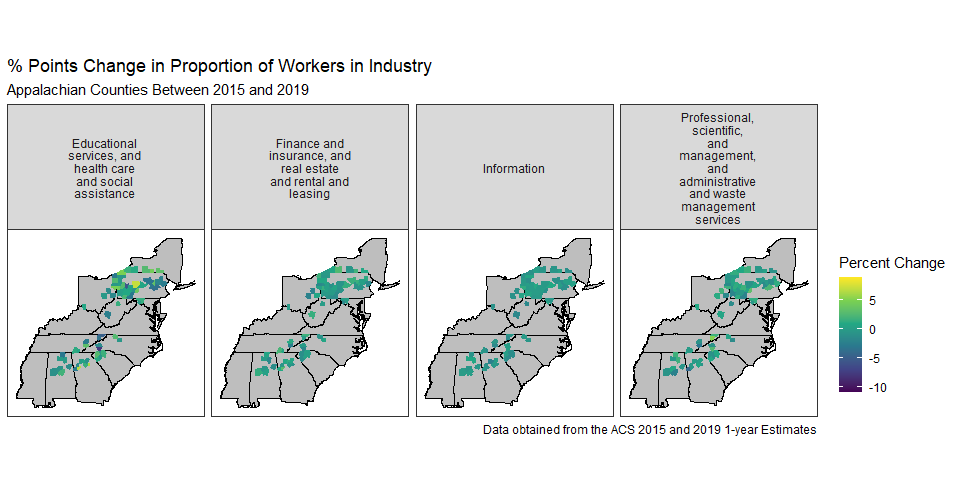 % Points Change in Proportion of Workers in Industry
Appalachian Counties Between 2015 and 2019
Educational
services, and
health care
and social
assistance
Finance and
insurance, and
real estate
and rental and
leasing
Information
Professional,
scientific,
and
management,
and
administrative
and waste
management
services
Percent Change
5
0
-5
-10
Data obtained from the ACS 2015 and 2019 1-year Estimates